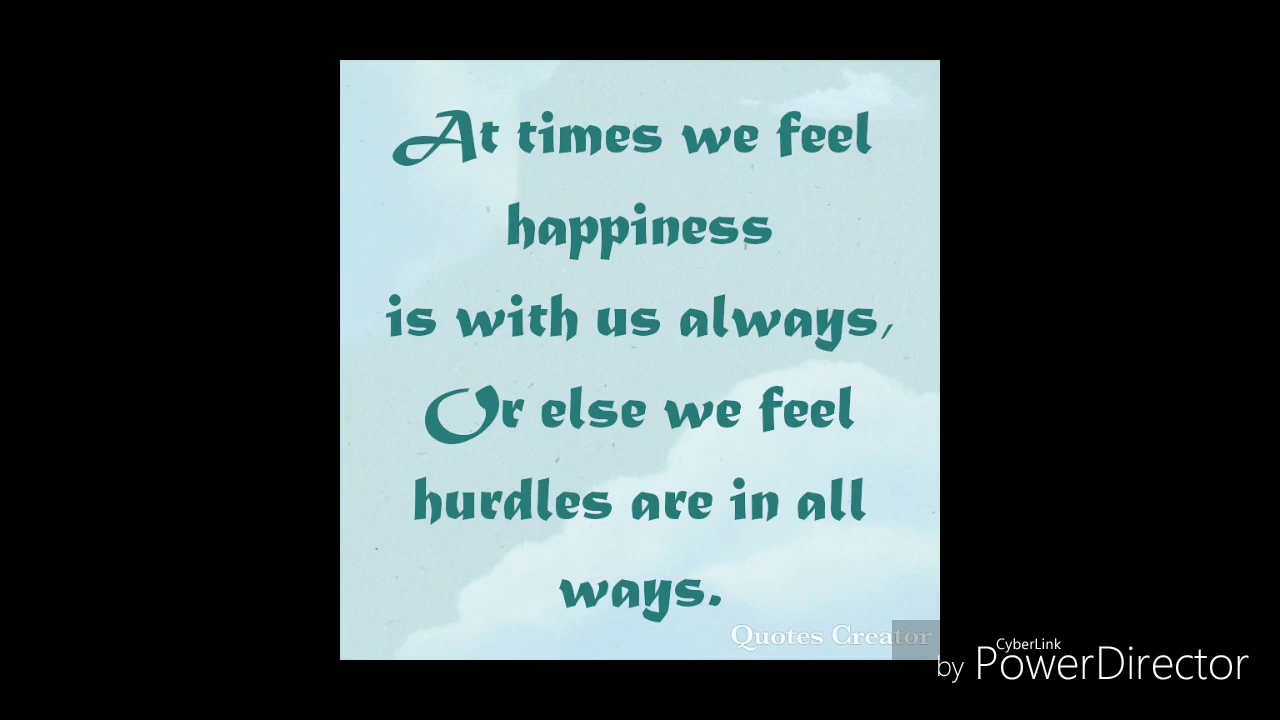 At times we feel
happiness
is with us always,
Or else we feel
hurdles are in all
ways.
Quotes Creator
CyberLink
by PowerDirector